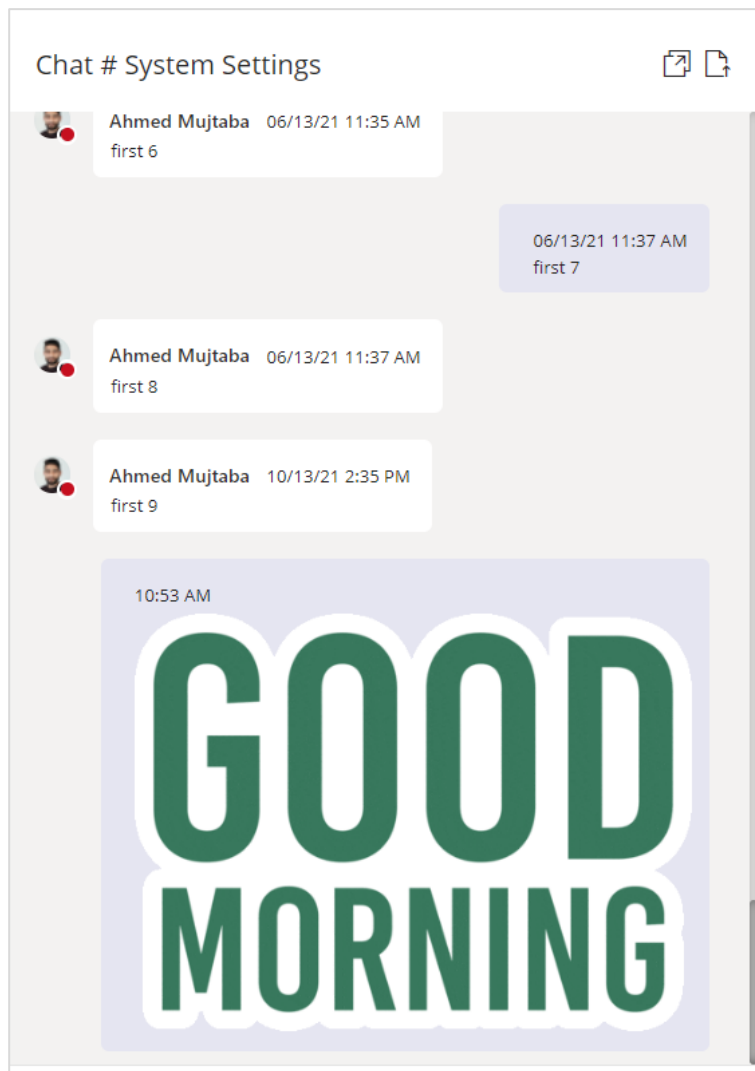 Chat # System Settings
Ahmed Mujtaba 06/13/21 11:35 AM
first 6
06/13/21 11:37 AM
first 7
Ahmed Mujtaba 06/13/21 11:37 AM
first 8
Ahmed Mujtaba 10/13/21 2:35 PM
first 9
10:53 AM
GOOD
MORNING